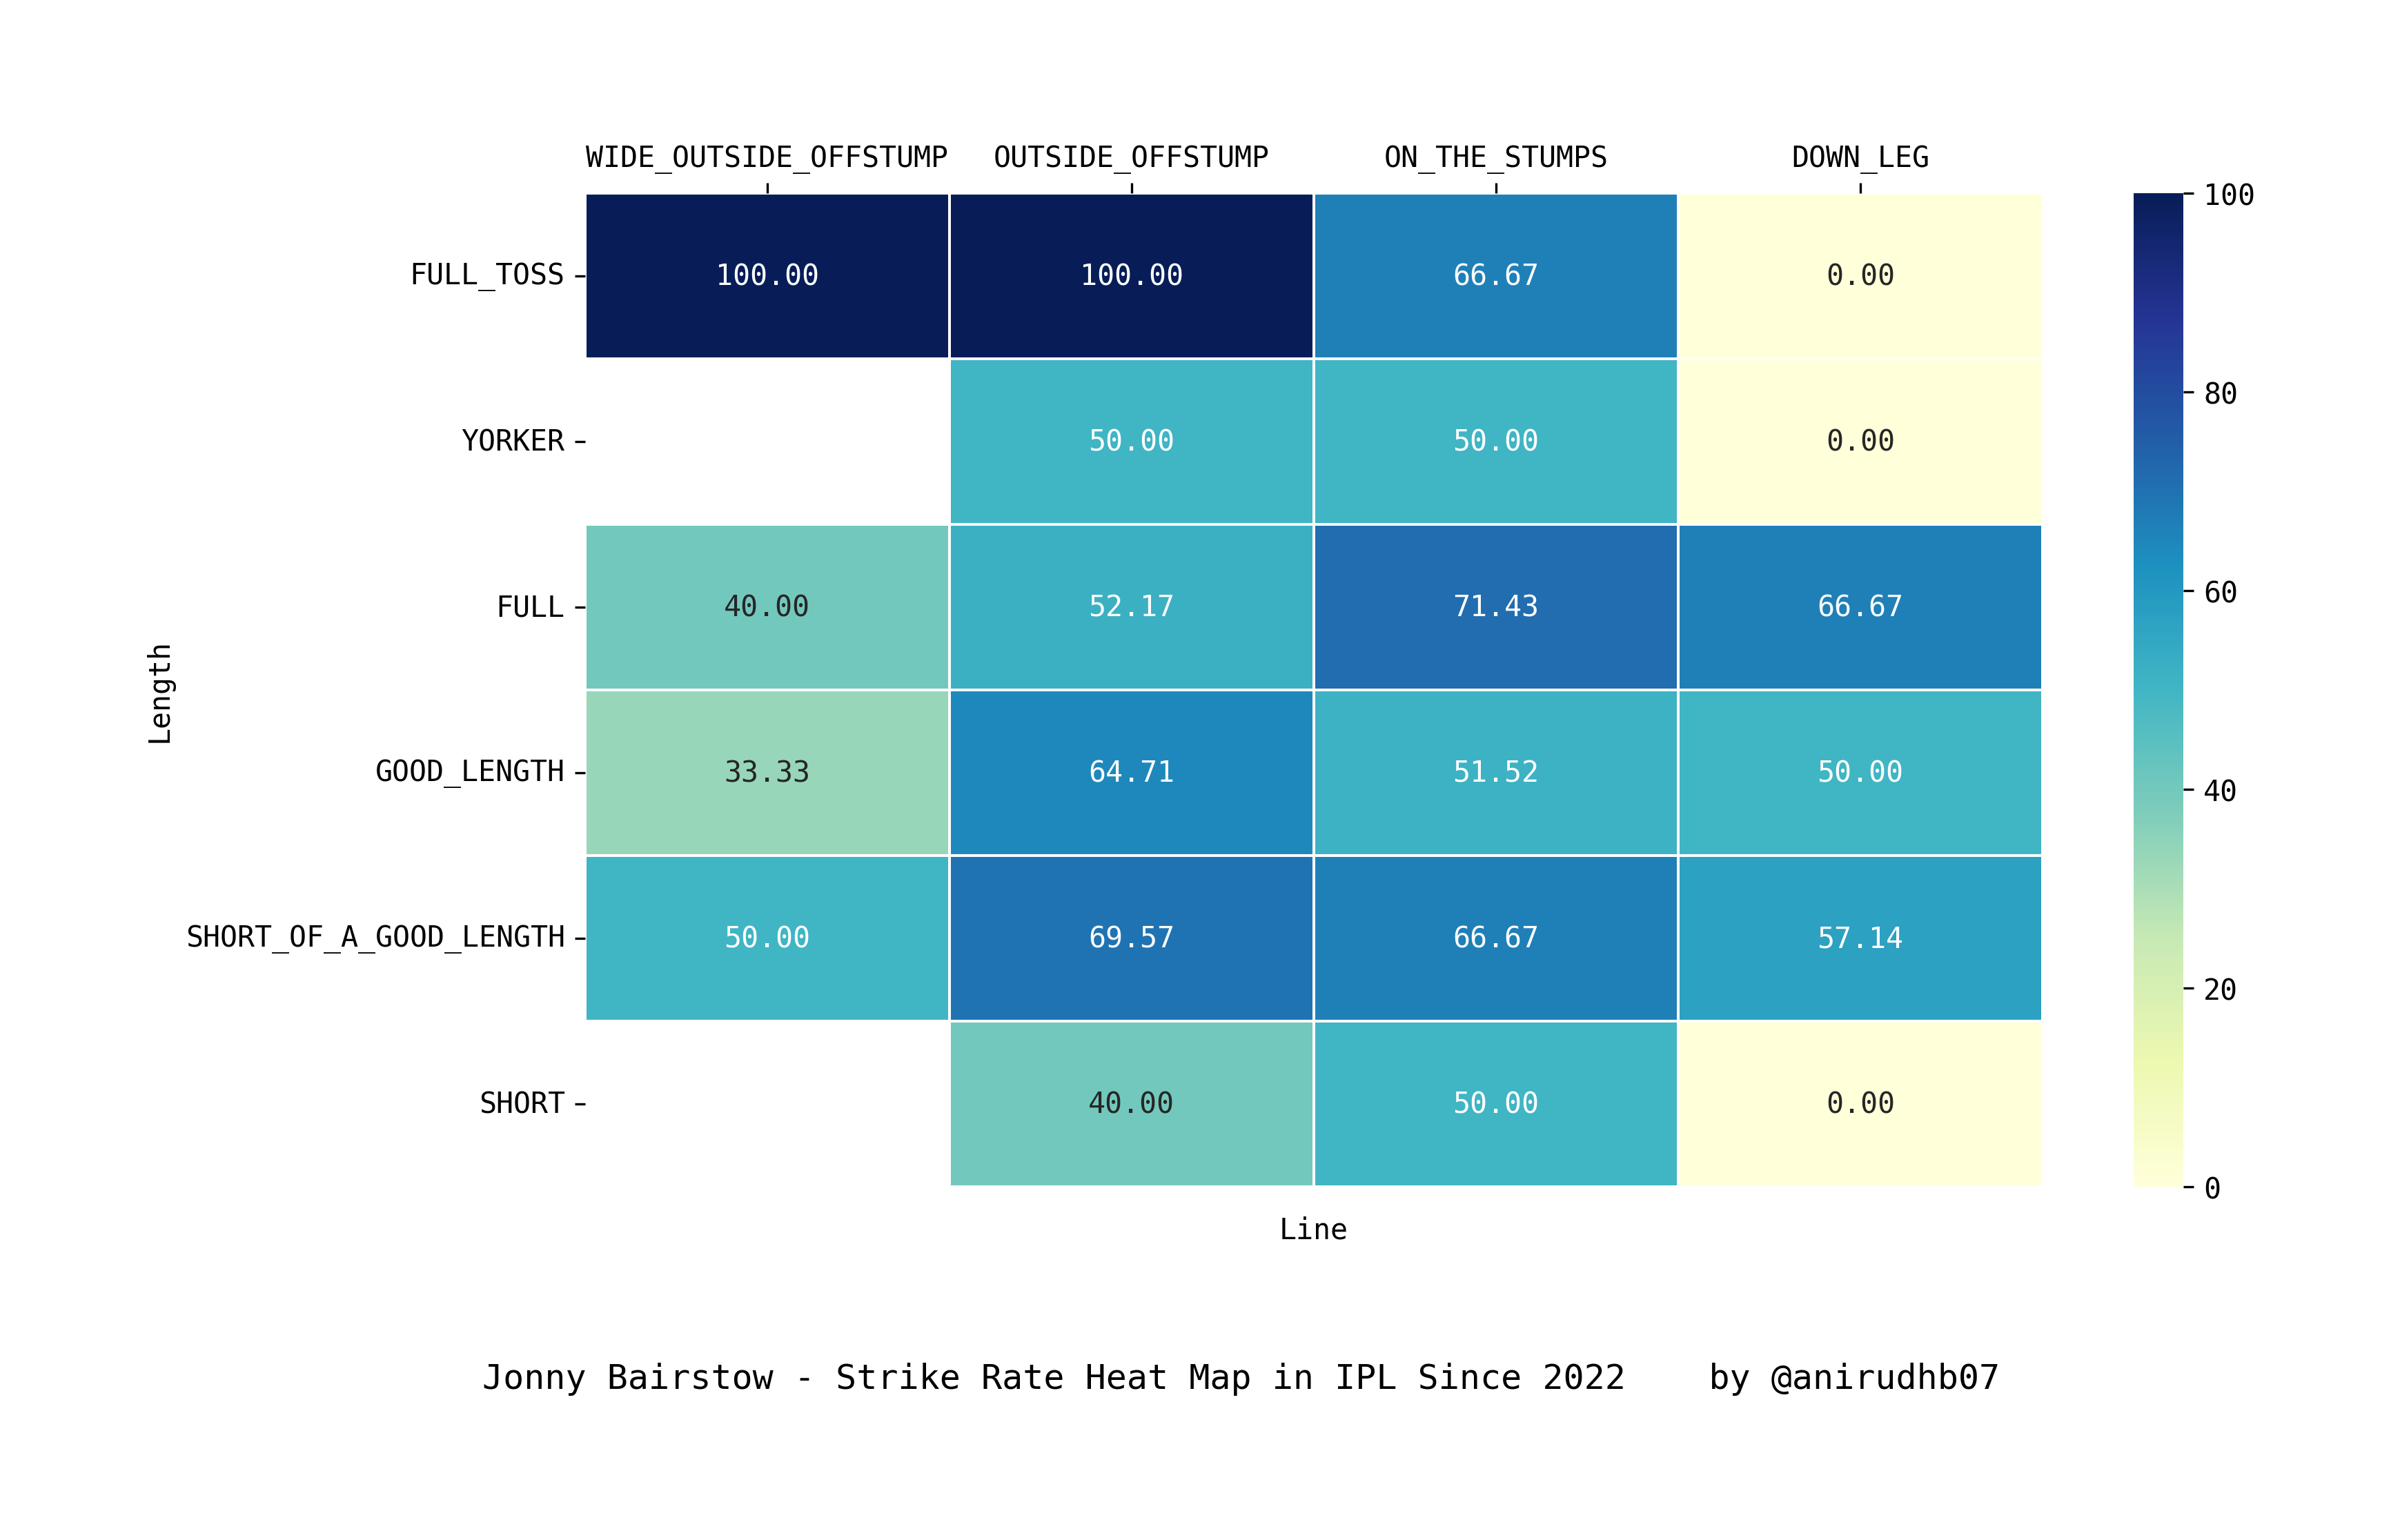 WIDE_OUTSIDE_OFFSTUMP OUTSIDE_OFFSTUMP ON_THE_STUMPS DOWN_LEG
100
FULL_TOSS 100.00 100.00 66.67 0.00
80
YORKER 50.00 50.00 0.00
FULL 40.00 52.17 71.43 66.67
60
Length
GOOD_LENGTH 33.33 64.71 51.52 50.00
40
SHORT_OF_A_GOOD_LENGTH 50.00 69.57 66.67 57.14
20
SHORT 40.00 50.00 0.00
0
Line
Jonny Bairstow - Strike Rate Heat Map in IPL Since 2022 by @anirudhb07